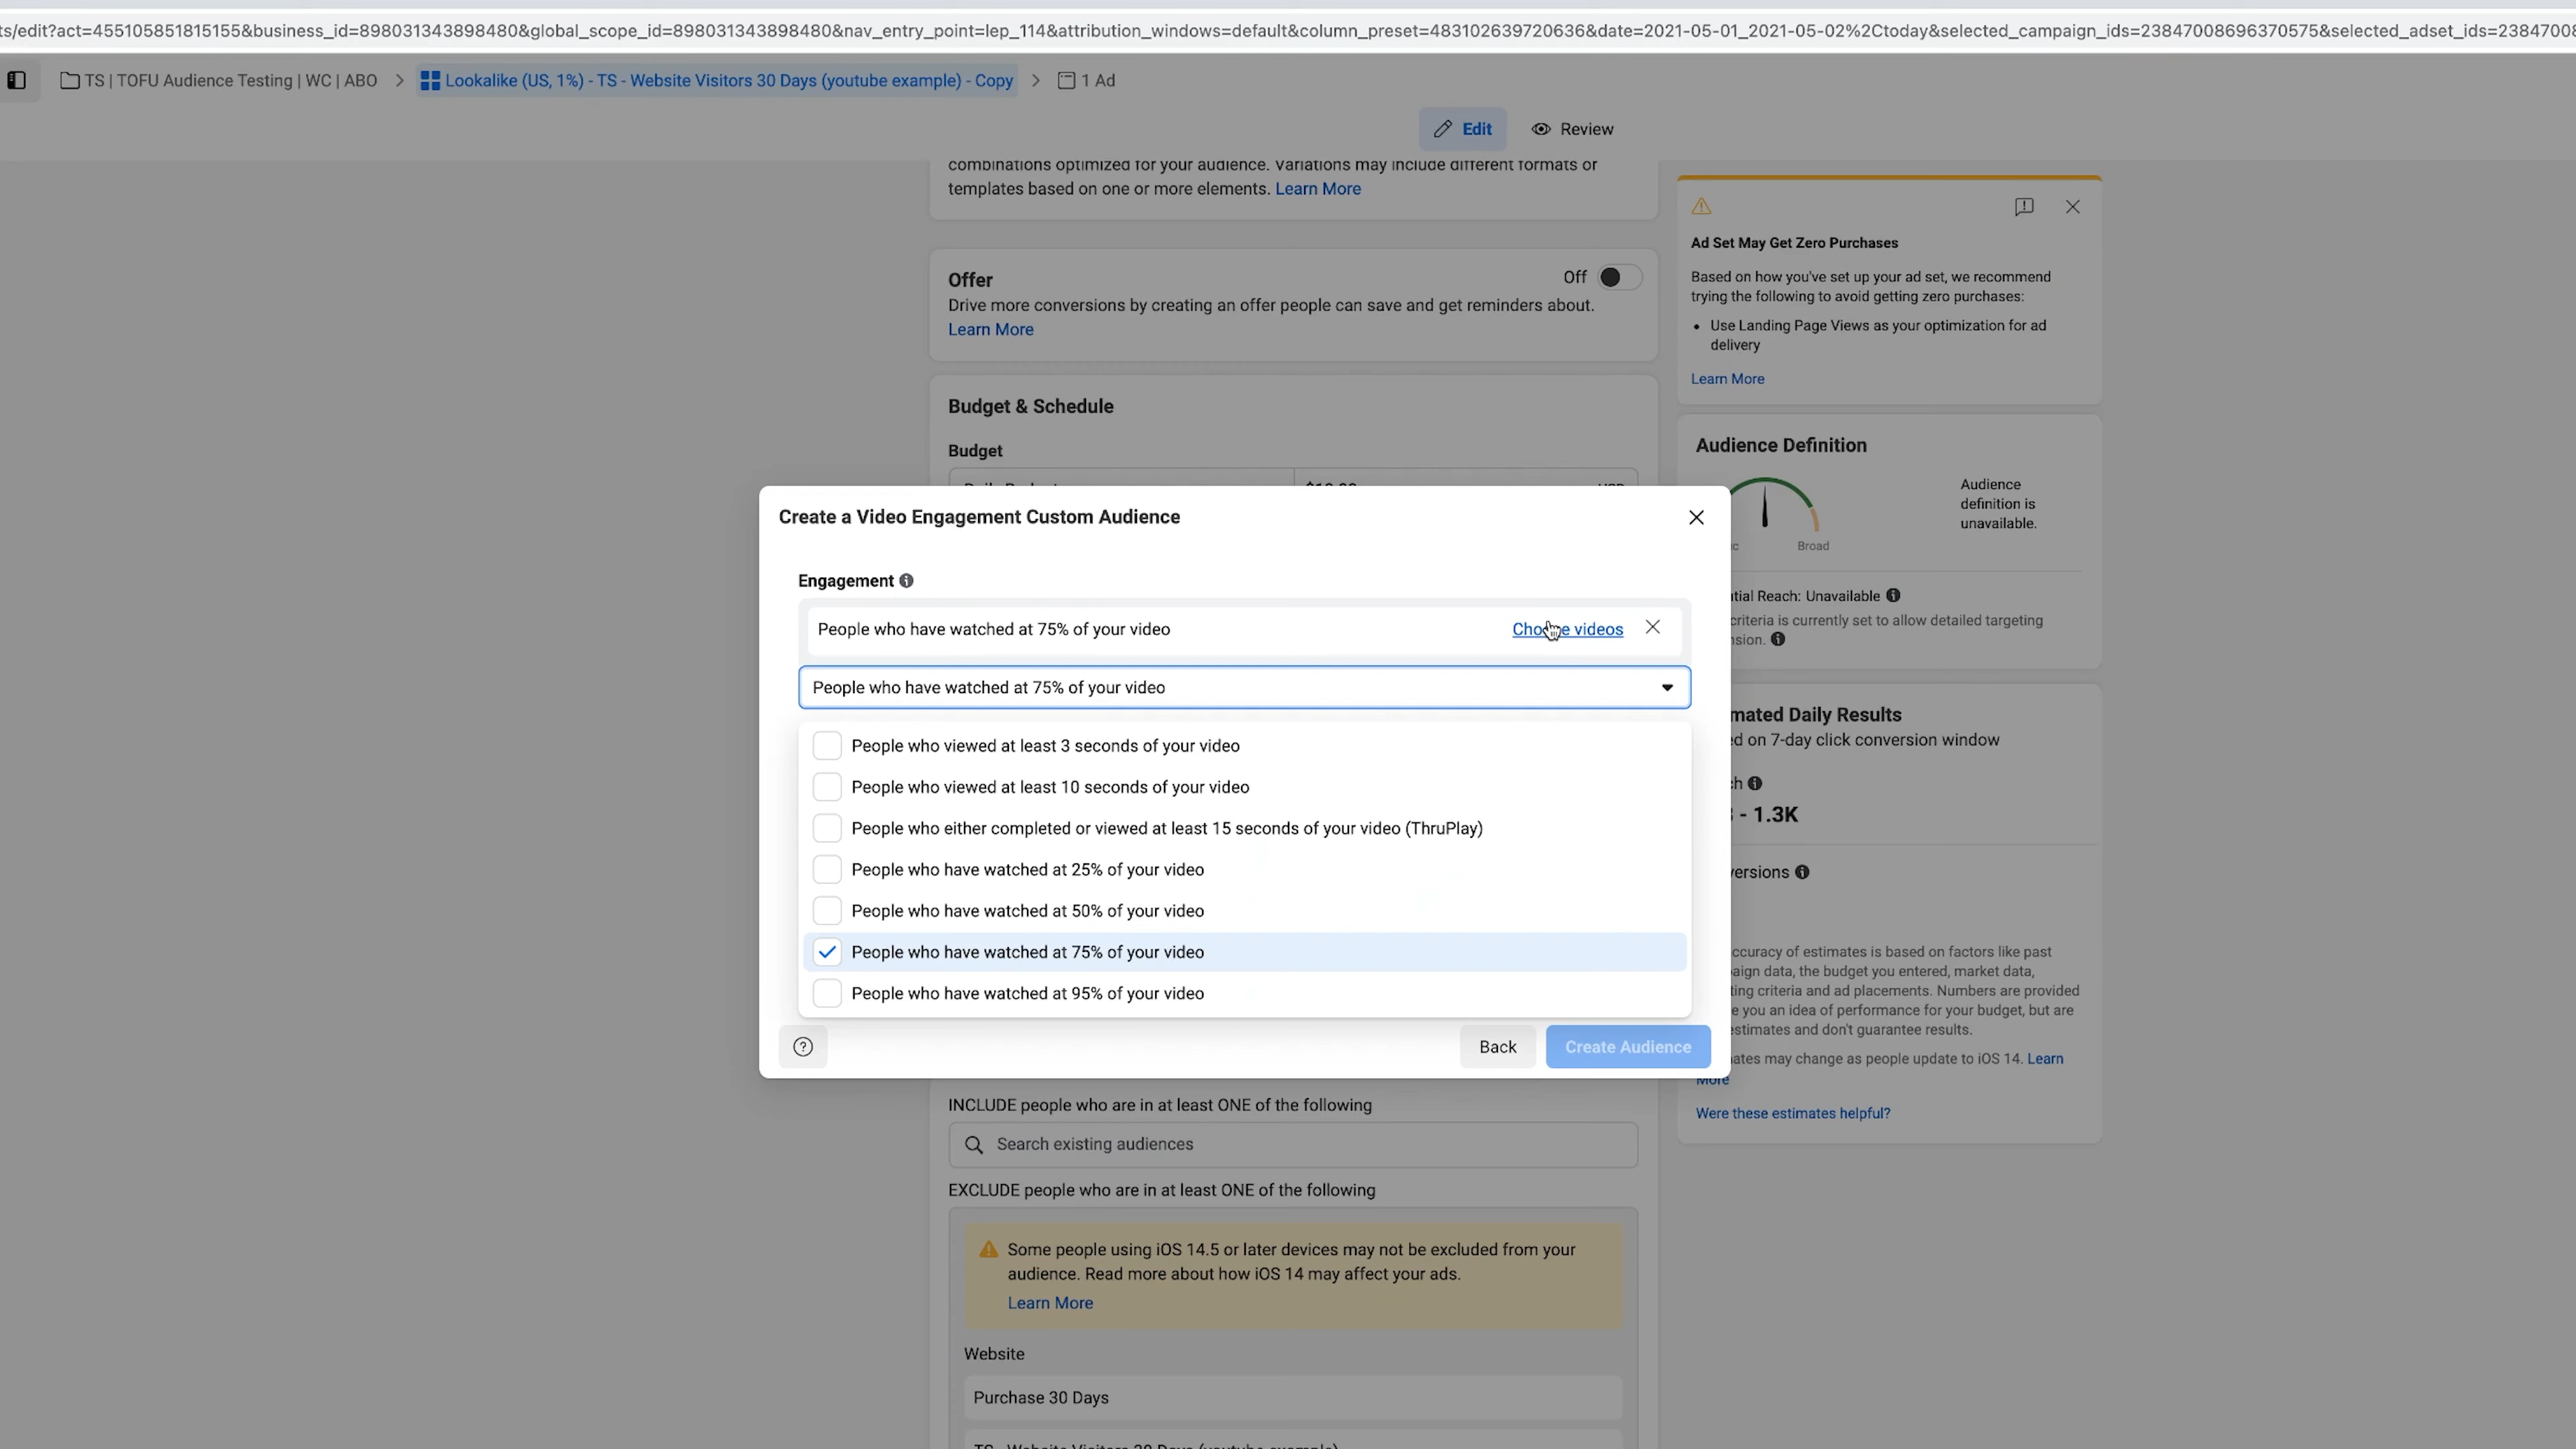 ts/edit?act=455105851815155&business_id=898031343898480&global_scope_id=898031343898480&nav_entry_point=lep_114&attribution_windows=default&column_preset=483102639720636&date=2021-05-01_2021-05-02%2Ctoday&selected_campaign_ids=23847008696370575&selected_adset_ids=23847008
TS | TOFU Audience Testing | WC | ABO
Lookalike (US, 1%) - TS - Website Visitors 30 Days (youtube example) - Copy
1 Ad
Edit
Review
combinations optimized for your audience. Variations may include different formats or
templates based on one or more elements. Learn More
Offer
Off
Drive more conversions by creating an offer people can save and get reminders about.
Learn More
Budget & Schedule
Budget
Ad Set May Get Zero Purchases
Based on how you've set up your ad set, we recommend
trying the following to avoid getting zero purchases:
• Use Landing Page Views as your optimization for ad
delivery
Learn More
Audience Definition
Audience
definition is
unavailable.
Broad
Create a Video Engagement Custom Audience
Engagement
People who have watched at 75% of your video
Choose videos
People who have watched at 75% of your video
People who viewed at least 3 seconds of your video
People who viewed at least 10 seconds of your video
People who either completed or viewed at least 15 seconds of your video (ThruPlay)
People who have watched at 25% of your video
People who have watched at 50% of your video
People who have watched at 75% of your video
People who have watched at 95% of your video
Back
Create Audience
tial Reach: Unavailable
criteria is currently set to allow detailed targeting
nsion.
mated Daily Results
ed on 7-day click conversion window
- 1.3K
versions
ccuracy of estimates is based on factors like past
aign data, the budget you entered, market data,
ting criteria and ad placements. Numbers are provided
e you an idea of performance for your budget, but are
estimates and don't guarantee results.
ates may change as people update to iOS 14. Learn
More
Were these estimates helpful?
INCLUDE people who are in at least ONE of the following
Search existing audiences
EXCLUDE people who are in at least ONE of the following
Some people using iOS 14.5 or later devices may not be excluded from your
audience. Read more about how iOS 14 may affect your ads.
Learn More
Website
Purchase 30 Days
TS - Website Visitors 30 Days (youtube example)